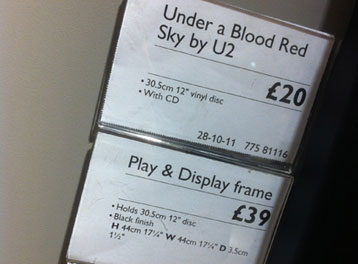 Under a Blood Red
Sky by U2
• 30.5cm 12" vinyl disc
• With CD
£20
28-10-11 775 81116
Play & Display frame
• Holds 30.5cm 12" disc
• Black finish
£39
H 44cm 17¼" W 44cm 17¼" D 3.5cm
1½"